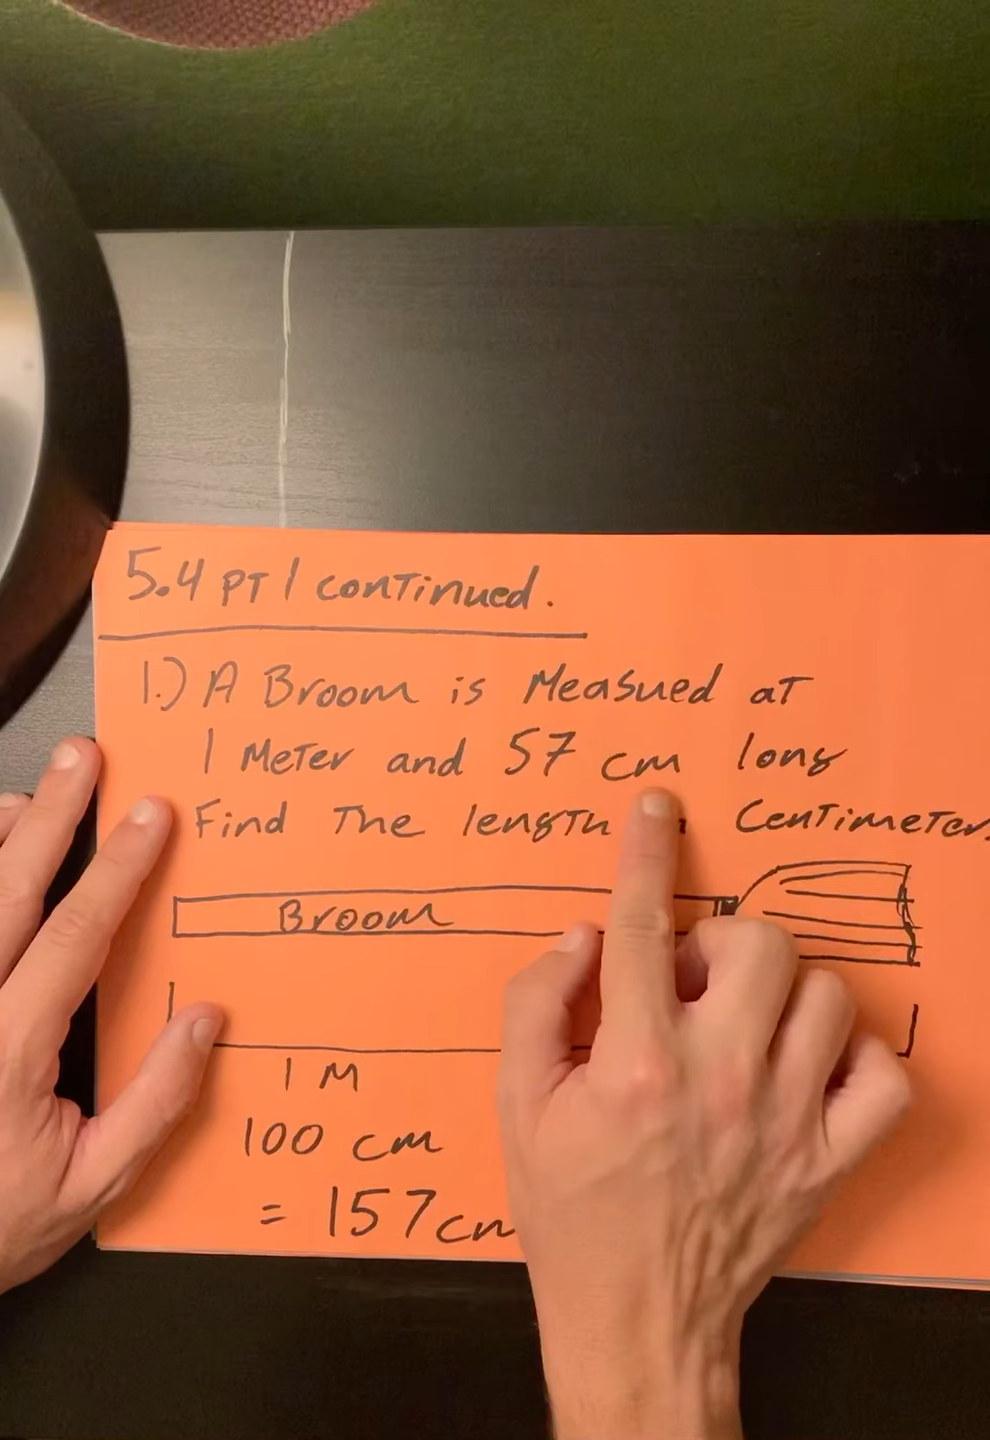 5.4 PT 1 continued.
1.) A Broom is Measued at
1 Meter and 57 cm long
Find The length Centimeter
Broom
1 M
100 cm
= 157cm